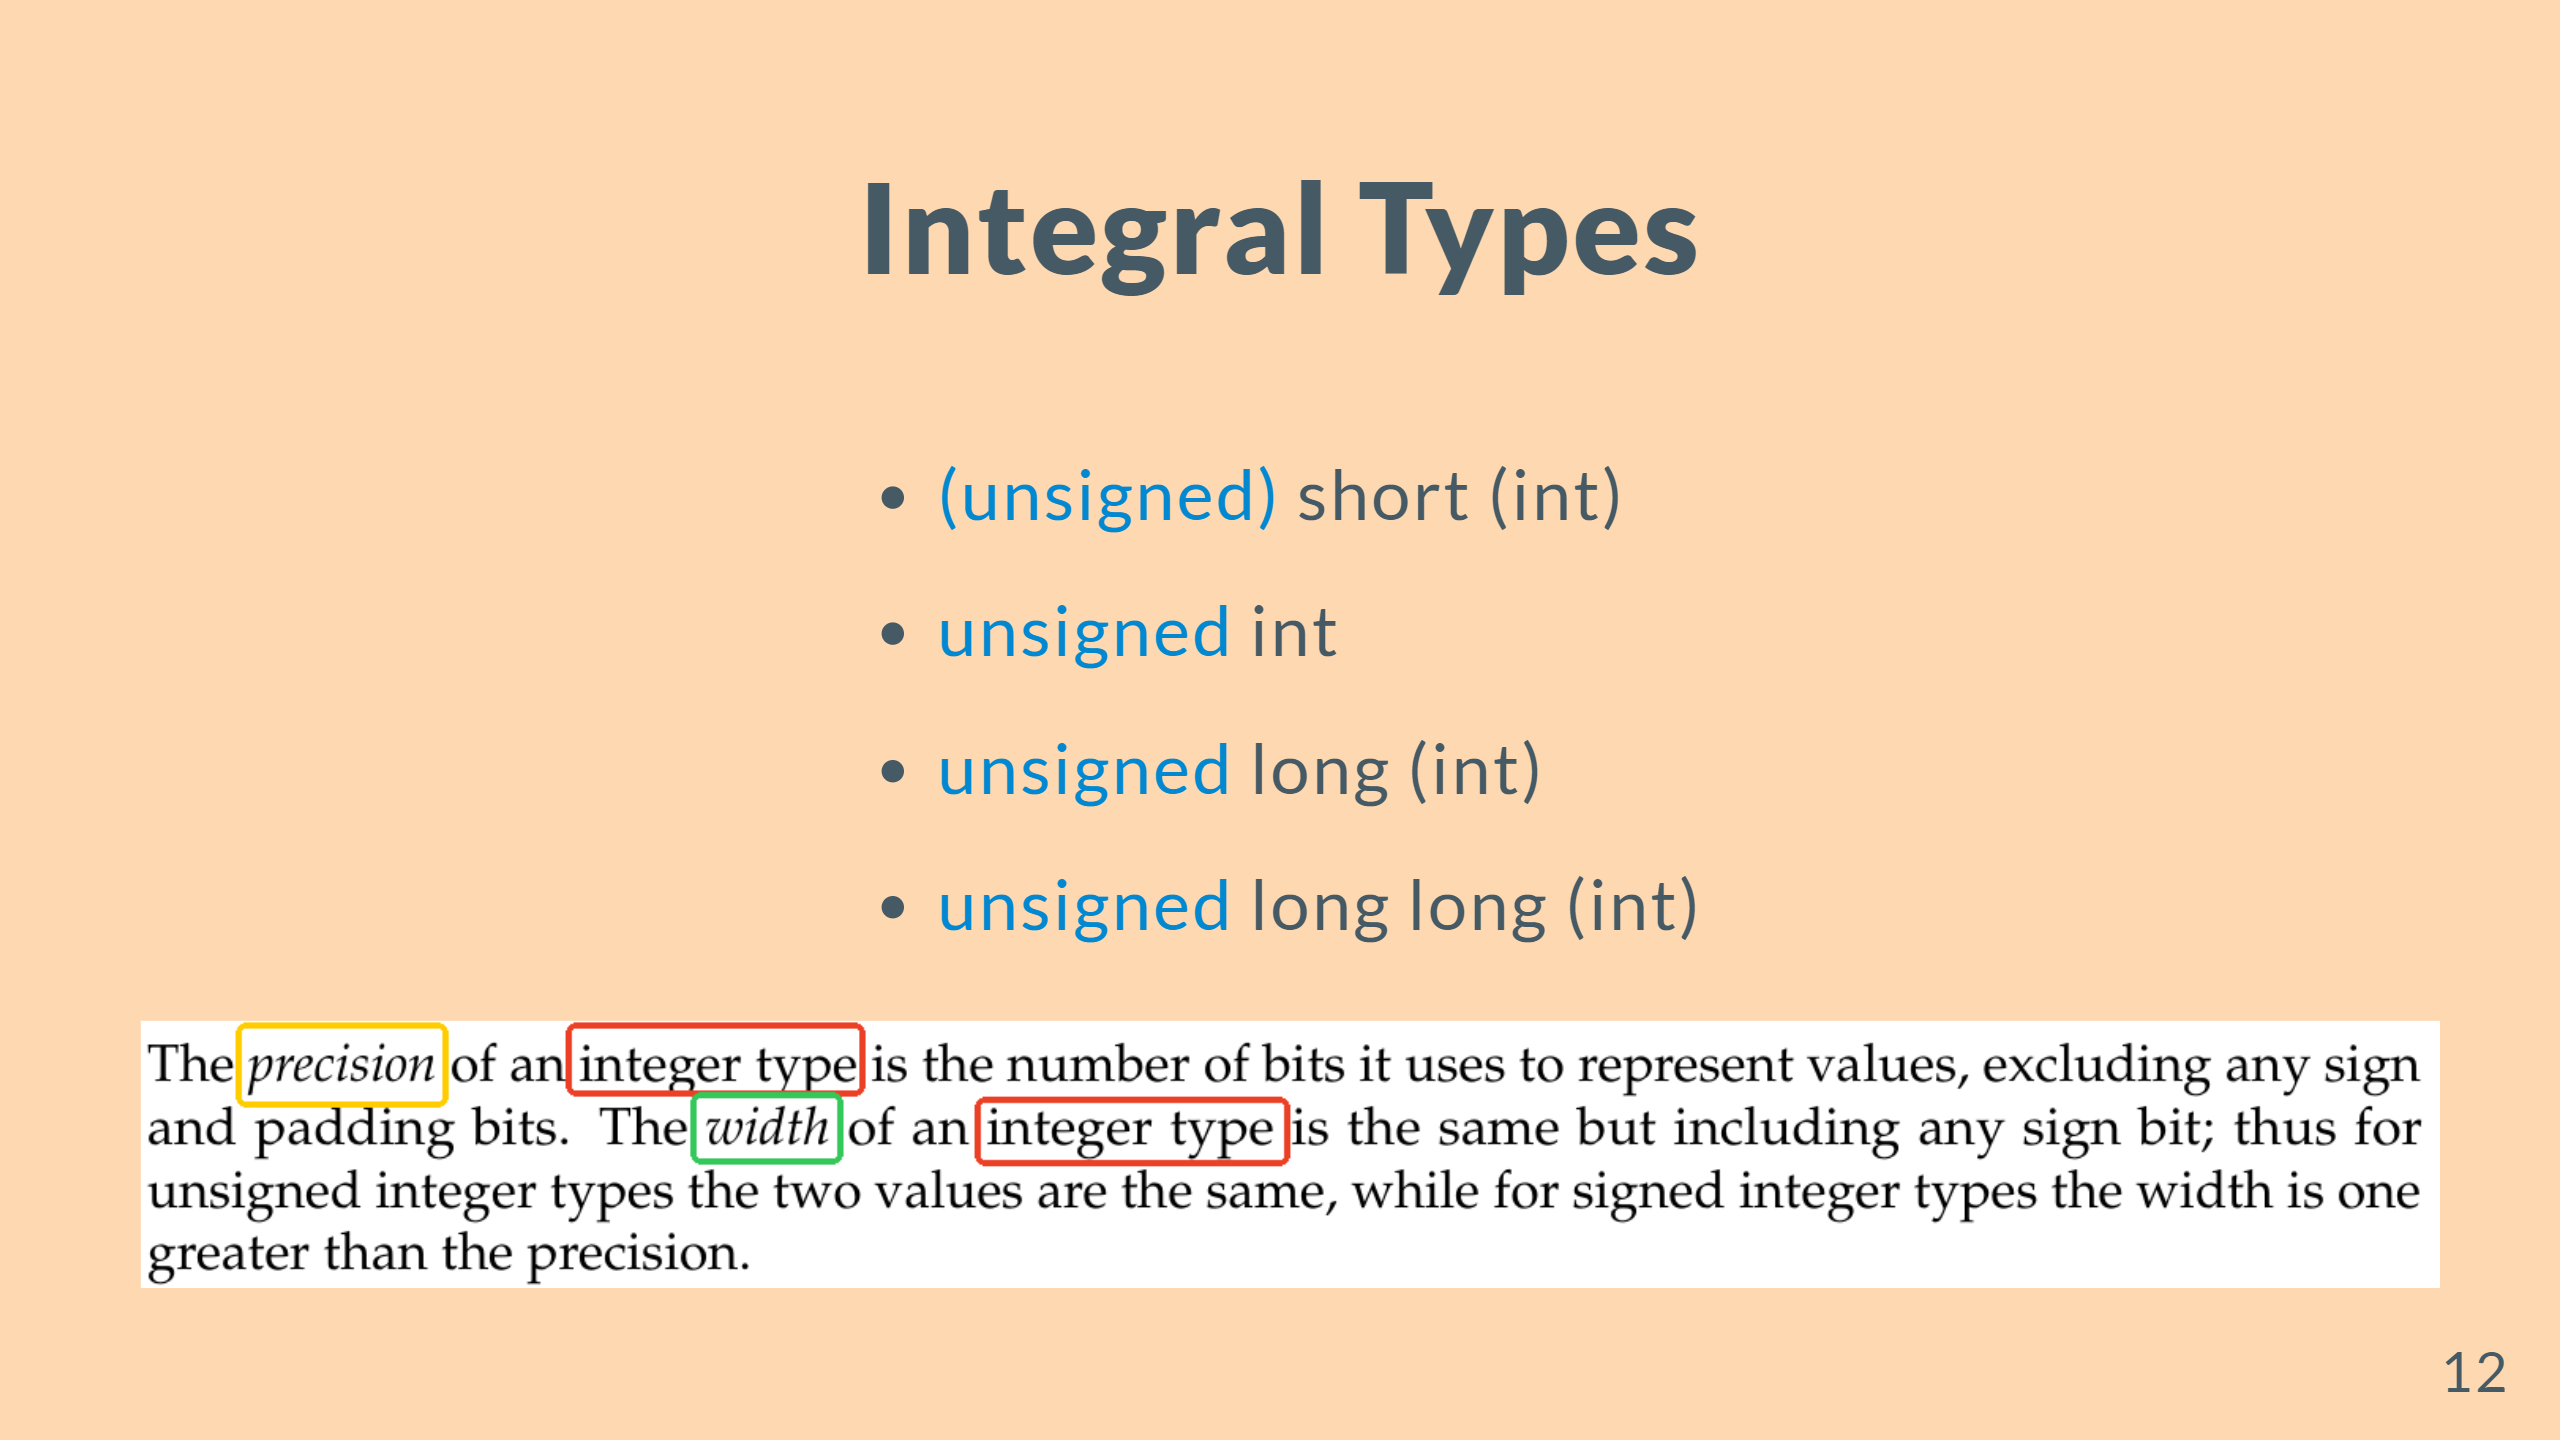 Integral Types
• (unsigned) short (int)
• unsigned int
• unsigned long (int)
• unsigned long long (int)
The precision of an integer type is the number of bits it uses to represent values, excluding any sign
and padding bits. The width of an integer type is the same but including any sign bit; thus for
unsigned integer types the two values are the same, while for signed integer types the width is one
greater than the precision.
12